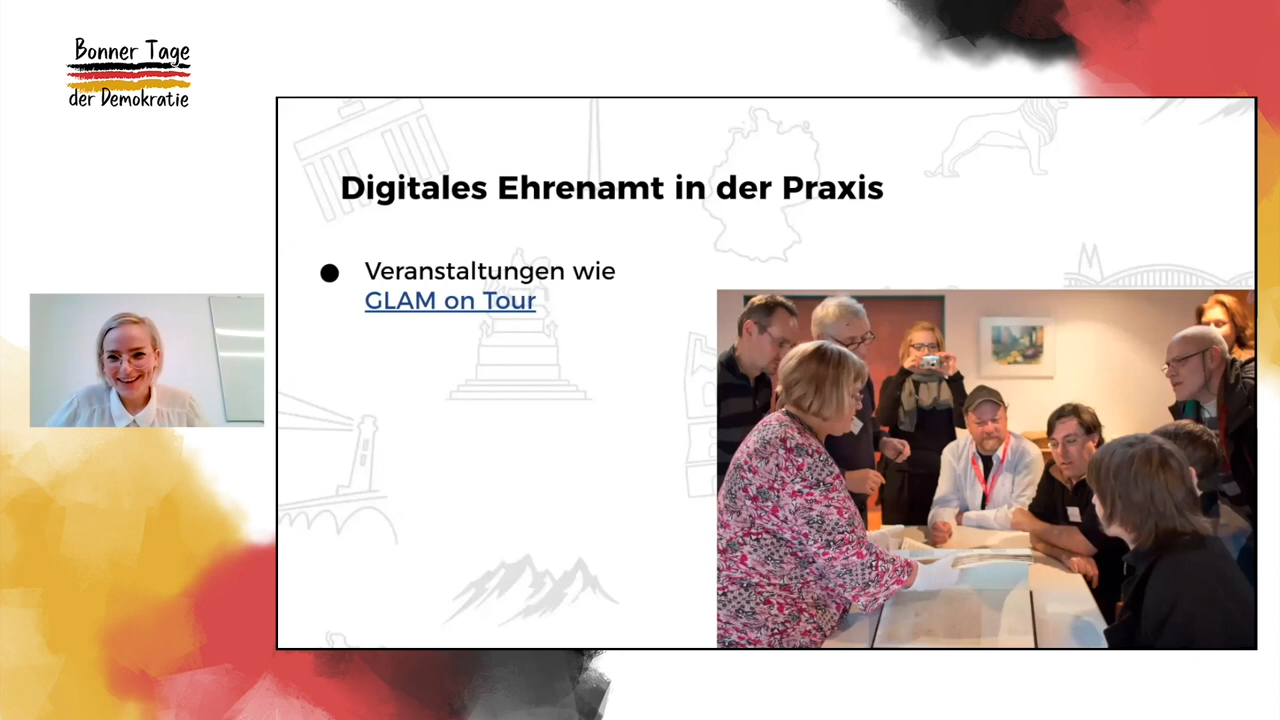 Bonner Tage
der Demokratie
Digitales Ehrenamt in der Praxis
Veranstaltungen wie
GLAM on Tour